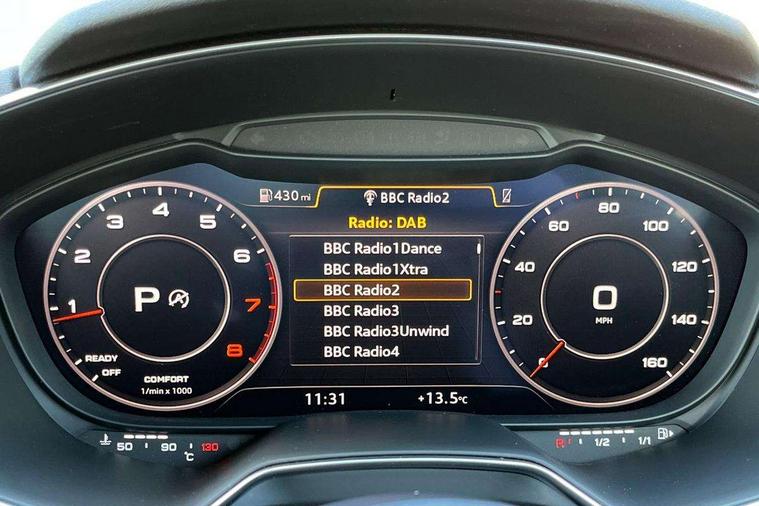 430 mi
BBC Radio2
Radio: DAB
BBC Radio1Dance
BBC Radio1Xtra
BBC Radio2
BBC Radio3
BBC Radio3Unwind
BBC Radio4
1
2
3
4
5
6
7
8
P
A
READY
OFF
COMFORT
1/min x 1000
0
20
40
60
80
100
120
140
160
0
MPH
11:31
+13.5°C
50 90 130
°C
R 1/2 1/1